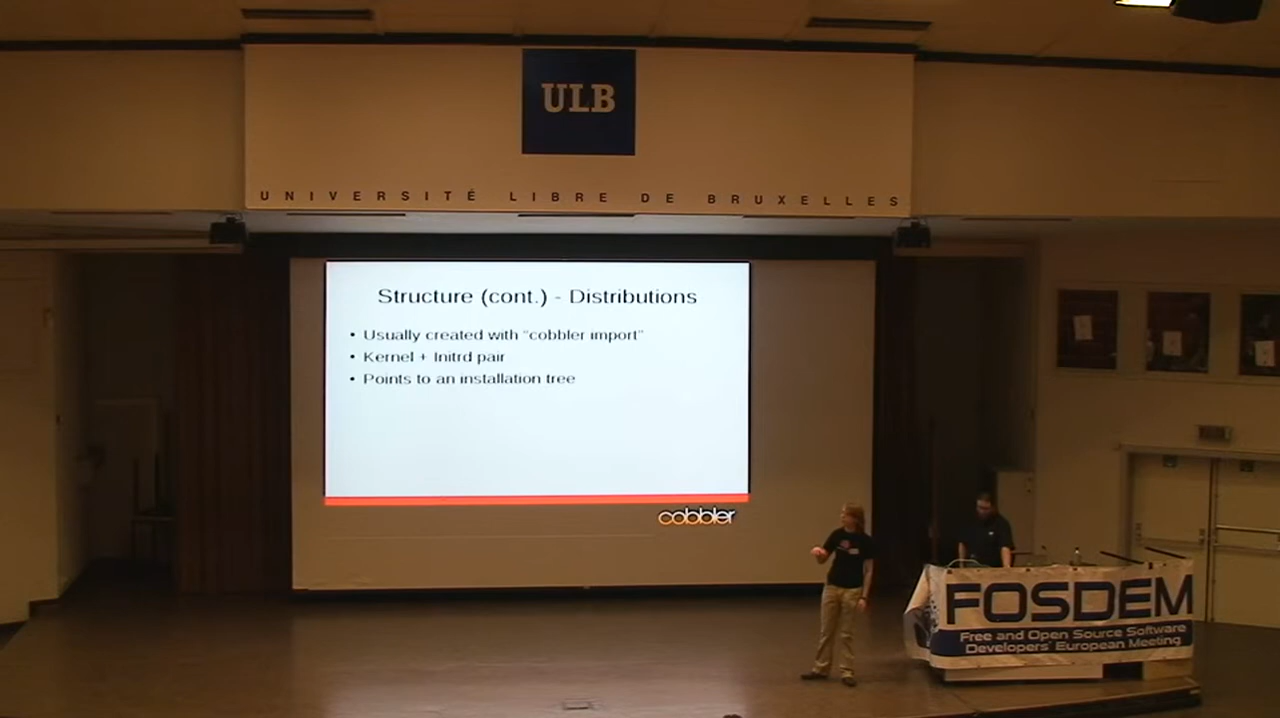 ULB
UNIVERSITÉ LIBRE DE BRUXELLES
Structure (cont.) - Distributions
• Usually created with "cobbler import"
• Kernel + Initrd pair
• Points to an installation tree
cobbler
FOSDEM
Free and Open Source Software
Developers' European Meeting